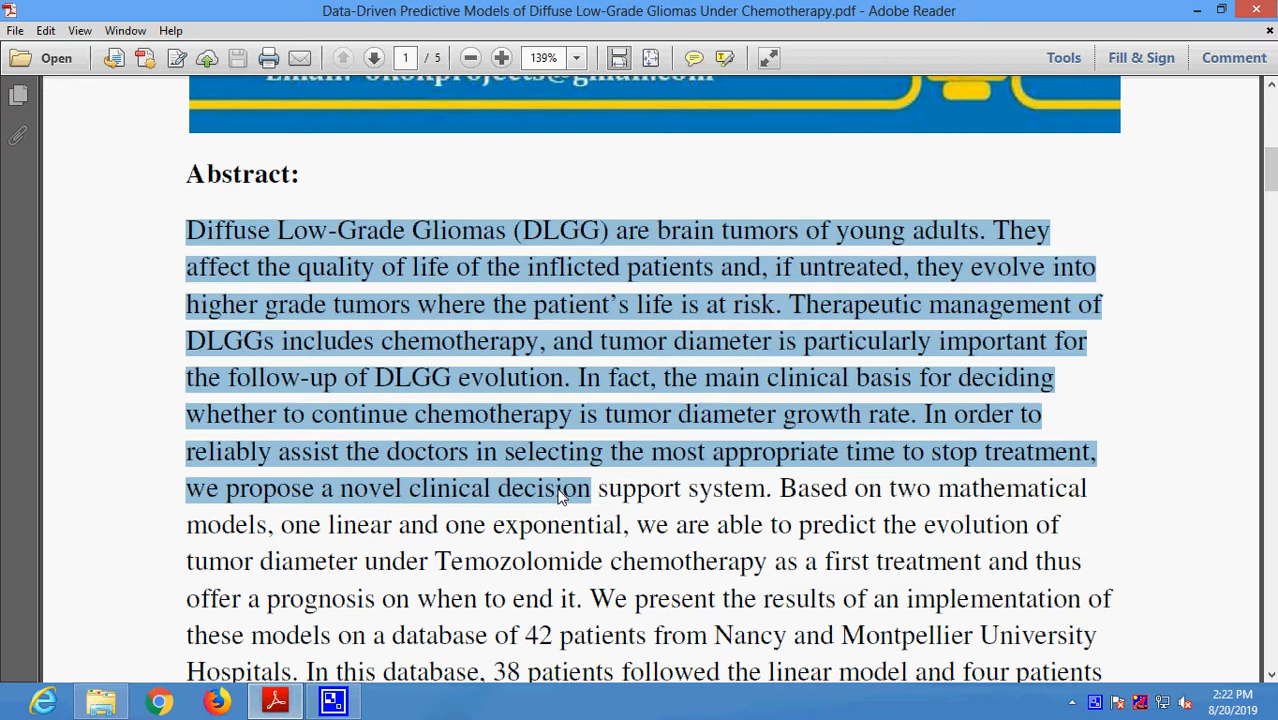 Data-Driven Predictive Models of Diffuse Low-Grade Gliomas Under Chemotherapy.pdf - Adobe Reader
File Edit View Window Help
Open 1 / 5 139% Tools Fill & Sign Comment
Email: okokprojects@gmail.com
Abstract:
Diffuse Low-Grade Gliomas (DLGG) are brain tumors of young adults. They
affect the quality of life of the inflicted patients and, if untreated, they evolve into
higher grade tumors where the patient’s life is at risk. Therapeutic management of
DLGGs includes chemotherapy, and tumor diameter is particularly important for
the follow-up of DLGG evolution. In fact, the main clinical basis for deciding
whether to continue chemotherapy is tumor diameter growth rate. In order to
reliably assist the doctors in selecting the most appropriate time to stop treatment,
we propose a novel clinical decision support system. Based on two mathematical
models, one linear and one exponential, we are able to predict the evolution of
tumor diameter under Temozolomide chemotherapy as a first treatment and thus
offer a prognosis on when to end it. We present the results of an implementation of
these models on a database of 42 patients from Nancy and Montpellier University
Hospitals. In this database, 38 patients followed the linear model and four patients
2:22 PM
8/20/2019